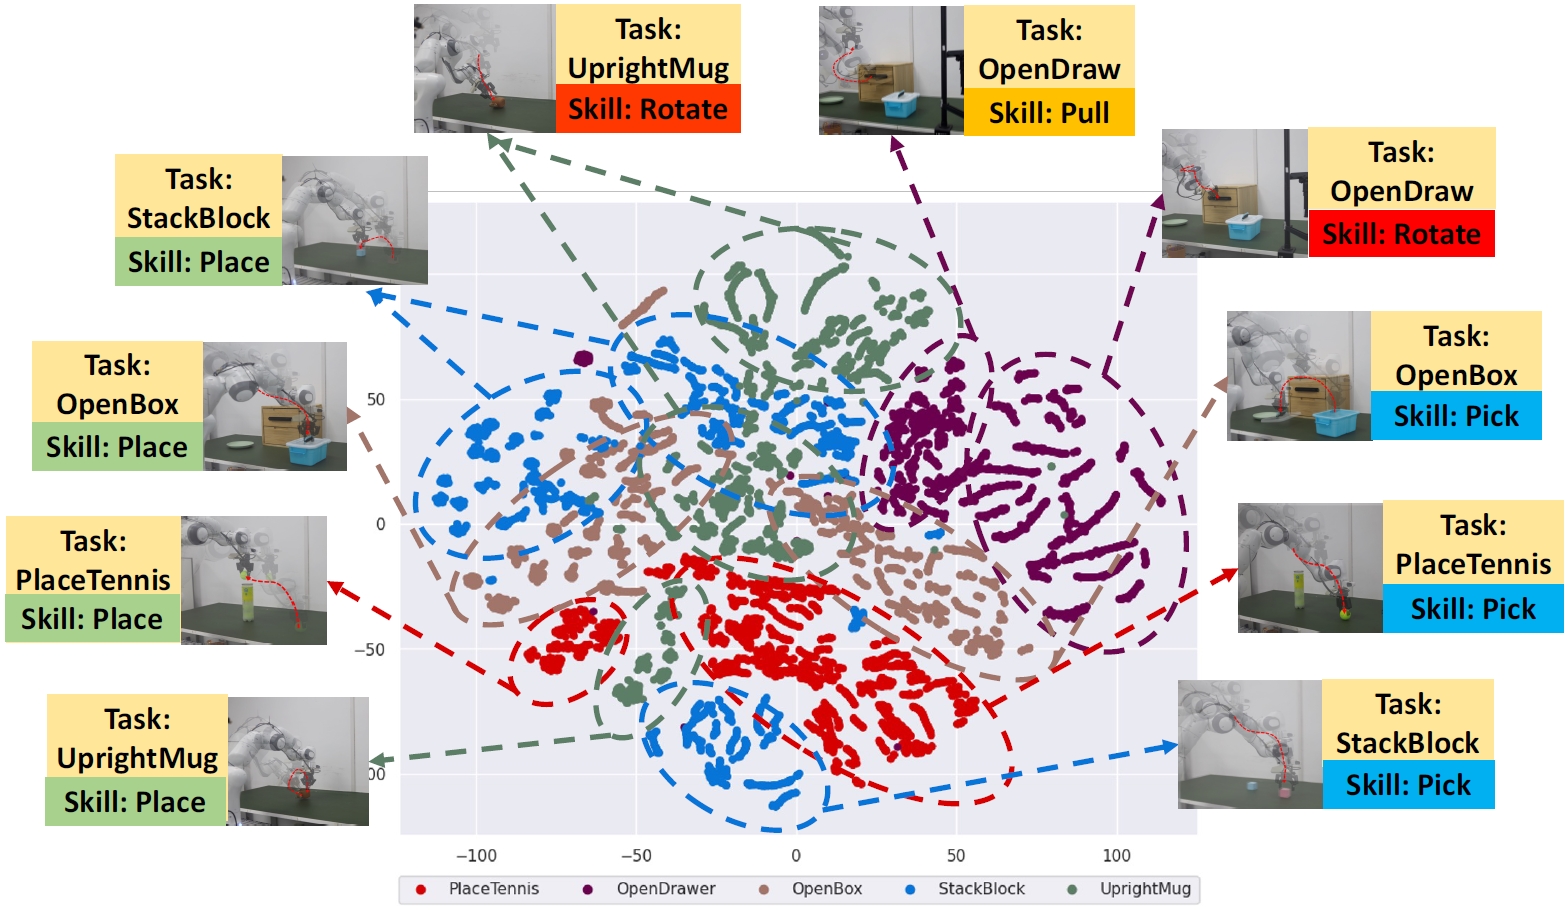 Task:
UprightMug
Skill: Rotate
Task:
OpenDraw
Skill: Pull
Task:
StackBlock
Skill: Place
Task:
OpenDraw
Skill: Rotate
Task:
OpenBox
Skill: Place
Task:
OpenBox
Skill: Pick
Task:
PlaceTennis
Skill: Place
Task:
PlaceTennis
Skill: Pick
Task:
UprightMug
Skill: Place
Task:
StackBlock
Skill: Pick
50
0
−50
00
−100
−50
0
50
100
PlaceTennis
OpenDrawer
OpenBox
StackBlock
UprightMug